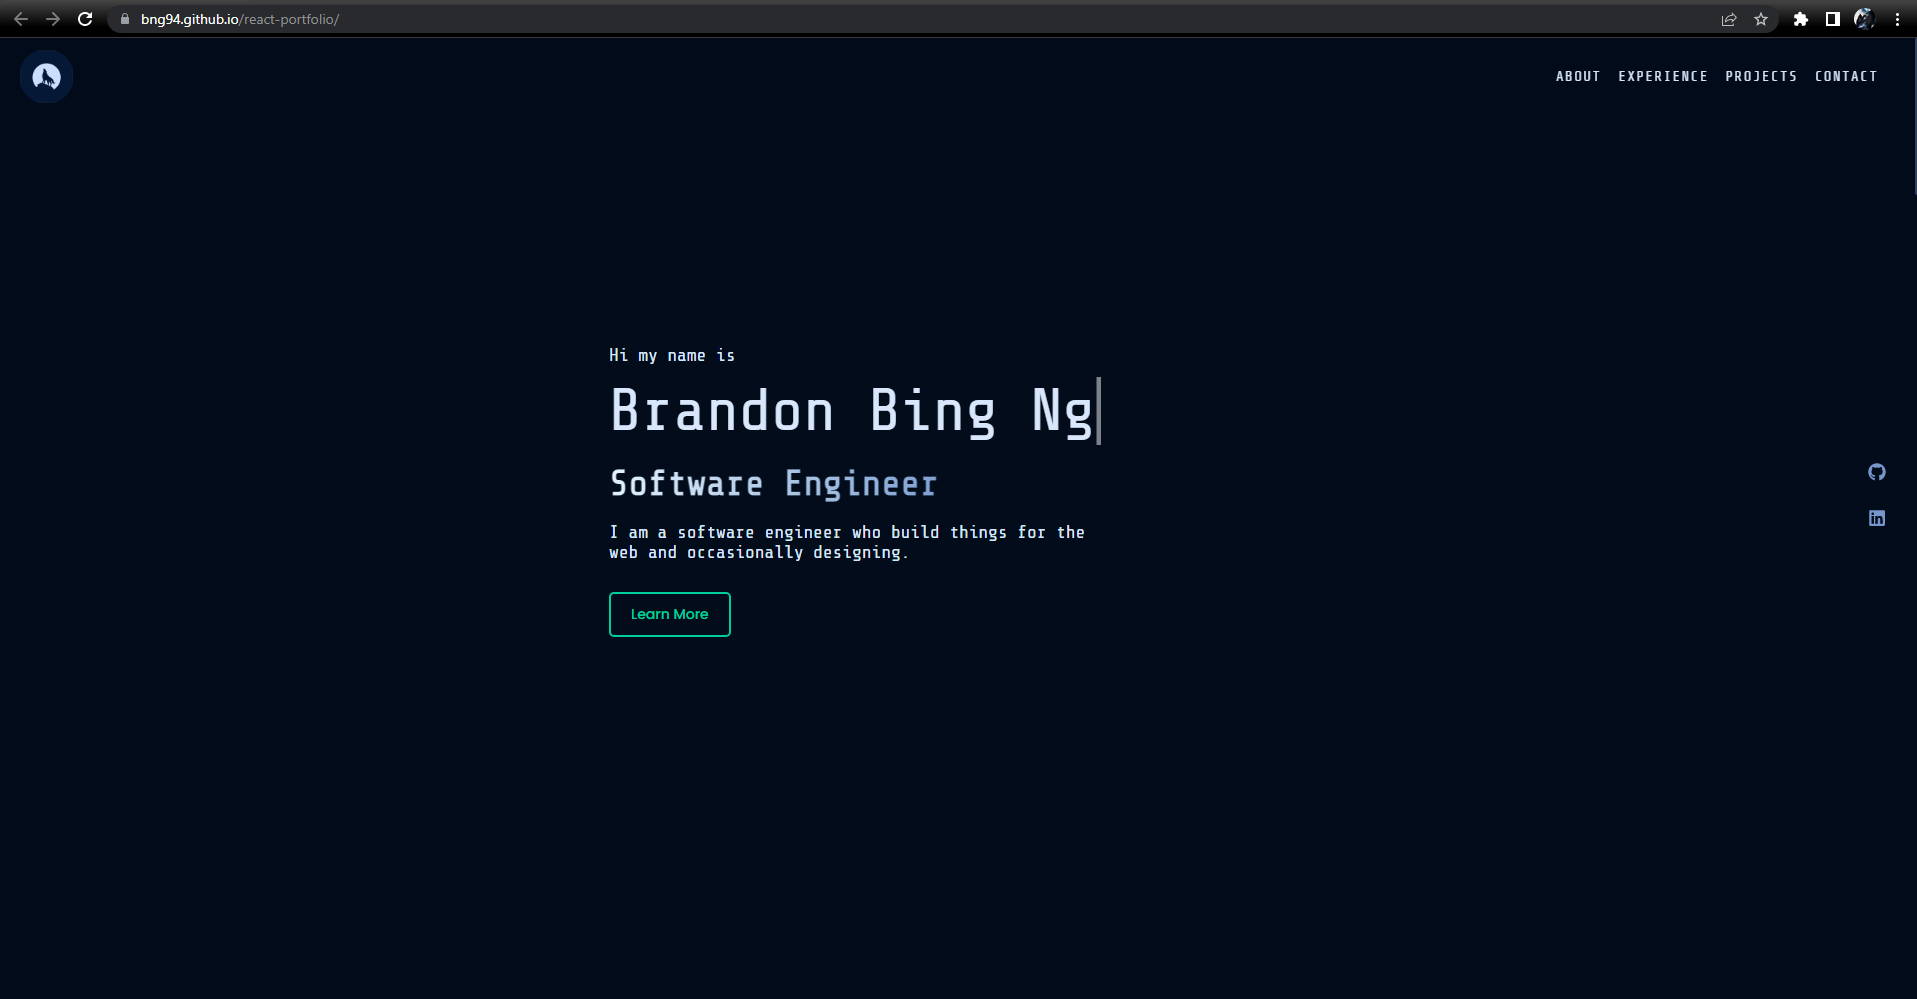 bng94.github.io/react-portfolio/
ABOUT EXPERIENCE PROJECTS CONTACT
Hi my name is
Brandon Bing Ng
Software Engineer
I am a software engineer who build things for the
web and occasionally designing.
Learn More